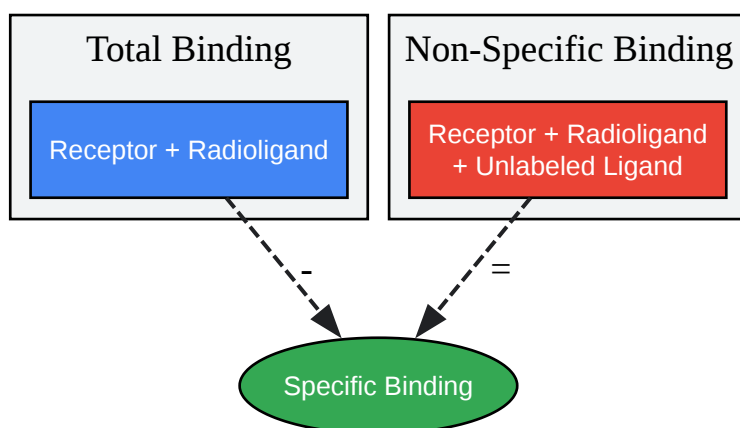 Total Binding
Receptor + Radioligand
Non-Specific Binding
Receptor + Radioligand
+ Unlabeled Ligand
-
=
Specific Binding